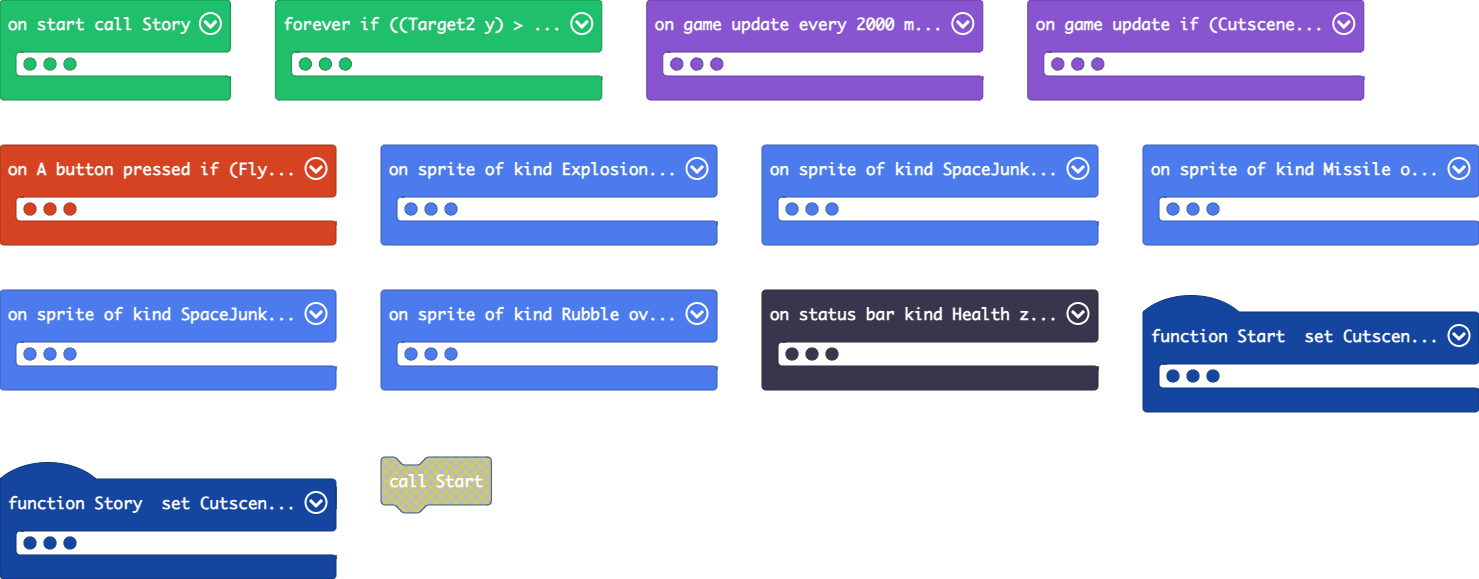 on start call Story
forever if ((Target2 y) > ...
on game update every 2000 m...
on game update if (Cutscene...
on A button pressed if (Fly...
on sprite of kind Explosion...
on sprite of kind SpaceJunk...
on sprite of kind Missile o...
on sprite of kind SpaceJunk...
on sprite of kind Rubble ov...
on status bar kind Health z...
function Start set Cutscen...
function Story set Cutscen...
call Start